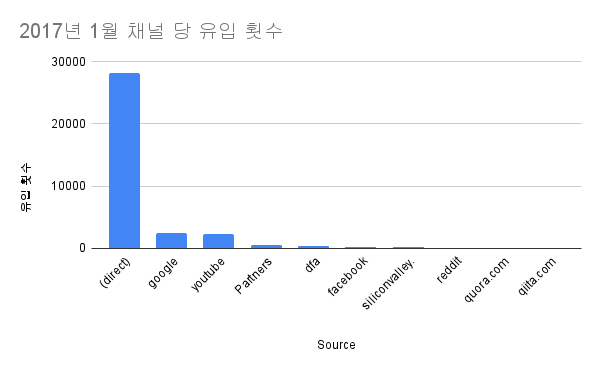 2017년 1월 채널 당 유입 횟수
30000
20000
10000
0
유입 횟수
(direct)
google
youtube
Partners
dfa
facebook
siliconvalley.
reddit
quora.com
qiita.com
Source